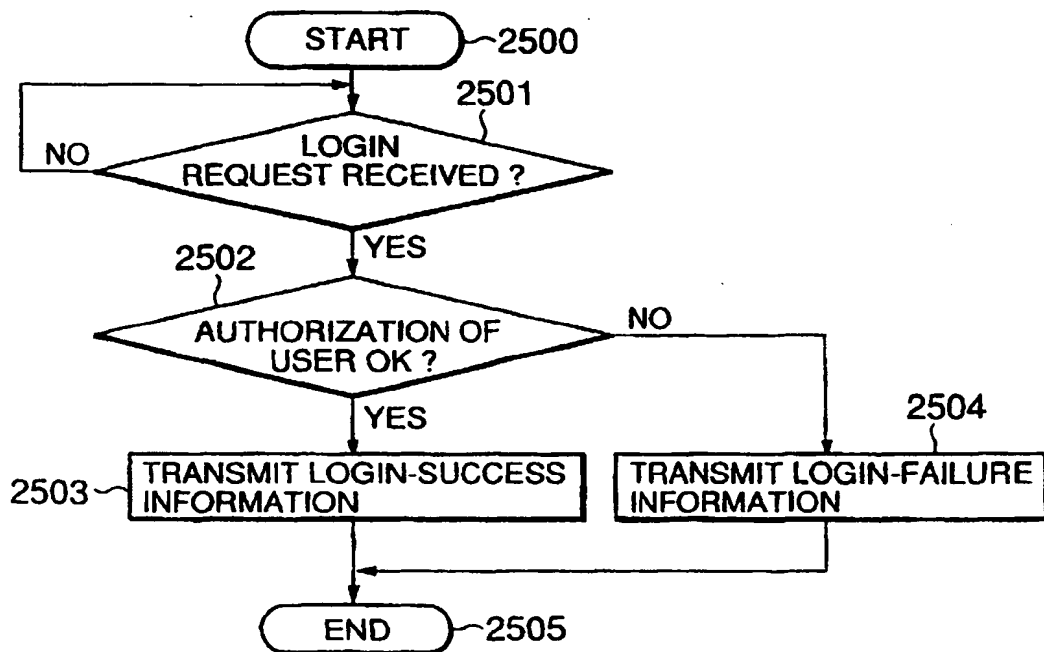 START
2500
2501
LOGIN
REQUEST RECEIVED ?
NO
YES
2502
AUTHORIZATION OF
USER OK ?
NO
YES
2504
2503
TRANSMIT LOGIN-SUCCESS
INFORMATION
TRANSMIT LOGIN-FAILURE
INFORMATION
END
2505